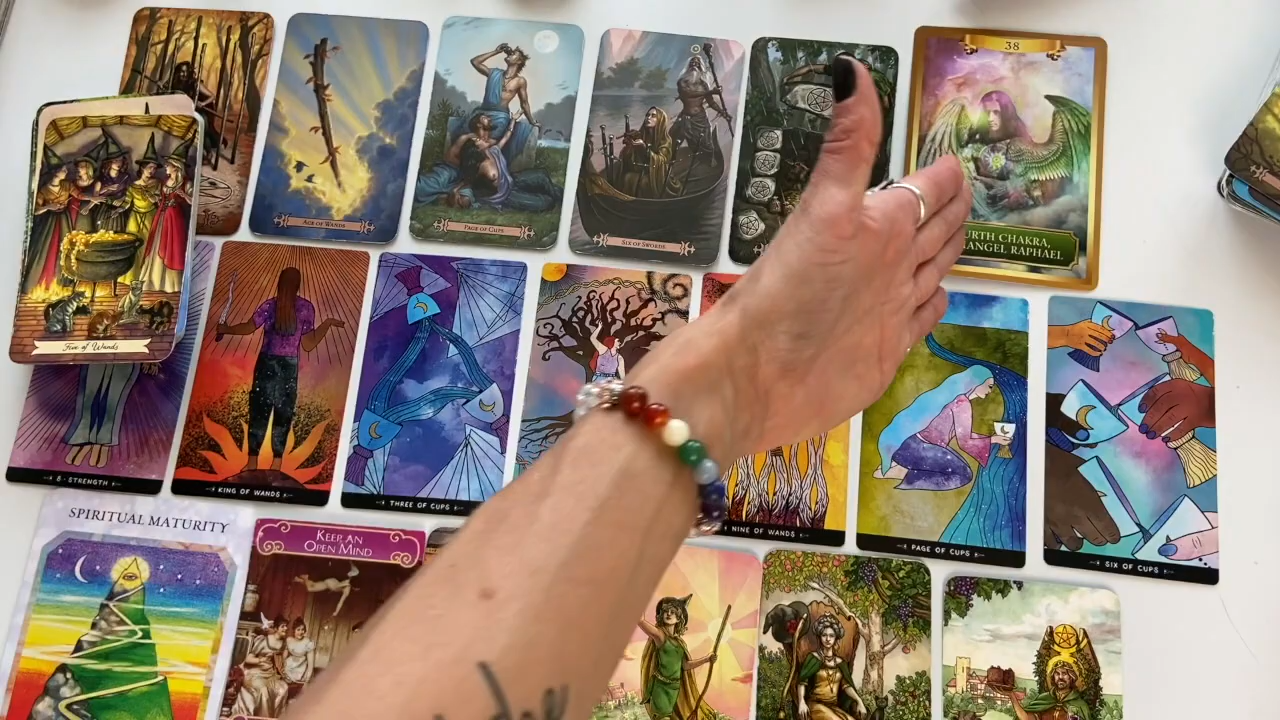 38
ACE OF WANDS
PAGE OF CUPS
SIX OF SWORDS
URTH CHAKRA,
ANGEL RAPHAEL
Five of Wands
8 · STRENGTH
KING OF WANDS
THREE OF CUPS
NINE OF WANDS
PAGE OF CUPS
SIX OF CUPS
SPIRITUAL MATURITY
KEEP AN
OPEN MIND